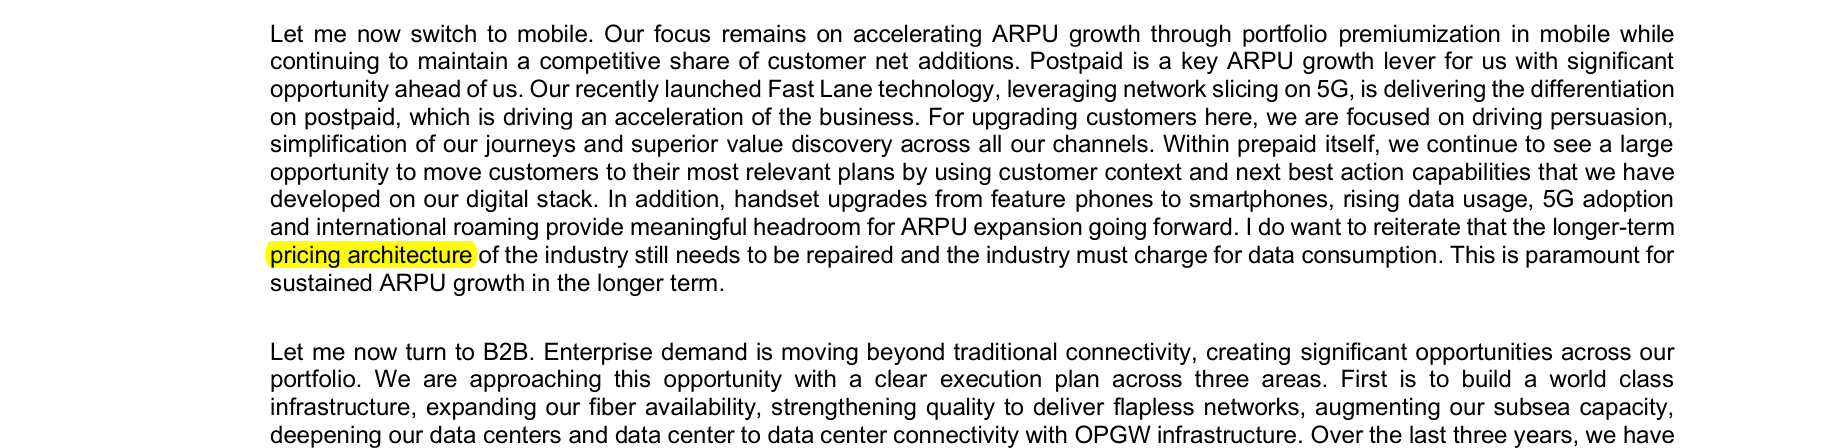 Let me now switch to mobile. Our focus remains on accelerating ARPU growth through portfolio premiumization in mobile while
continuing to maintain a competitive share of customer net additions. Postpaid is a key ARPU growth lever for us with significant
opportunity ahead of us. Our recently launched Fast Lane technology, leveraging network slicing on 5G, is delivering the differentiation
on postpaid, which is driving an acceleration of the business. For upgrading customers here, we are focused on driving persuasion,
simplification of our journeys and superior value discovery across all our channels. Within prepaid itself, we continue to see a large
opportunity to move customers to their most relevant plans by using customer context and next best action capabilities that we have
developed on our digital stack. In addition, handset upgrades from feature phones to smartphones, rising data usage, 5G adoption
and international roaming provide meaningful headroom for ARPU expansion going forward. I do want to reiterate that the longer-term
pricing architecture of the industry still needs to be repaired and the industry must charge for data consumption. This is paramount for
sustained ARPU growth in the longer term.
Let me now turn to B2B. Enterprise demand is moving beyond traditional connectivity, creating significant opportunities across our
portfolio. We are approaching this opportunity with a clear execution plan across three areas. First is to build a world class
infrastructure, expanding our fiber availability, strengthening quality to deliver flapless networks, augmenting our subsea capacity,
deepening our data centers and data center to data center connectivity with OPGW infrastructure. Over the last three years, we have